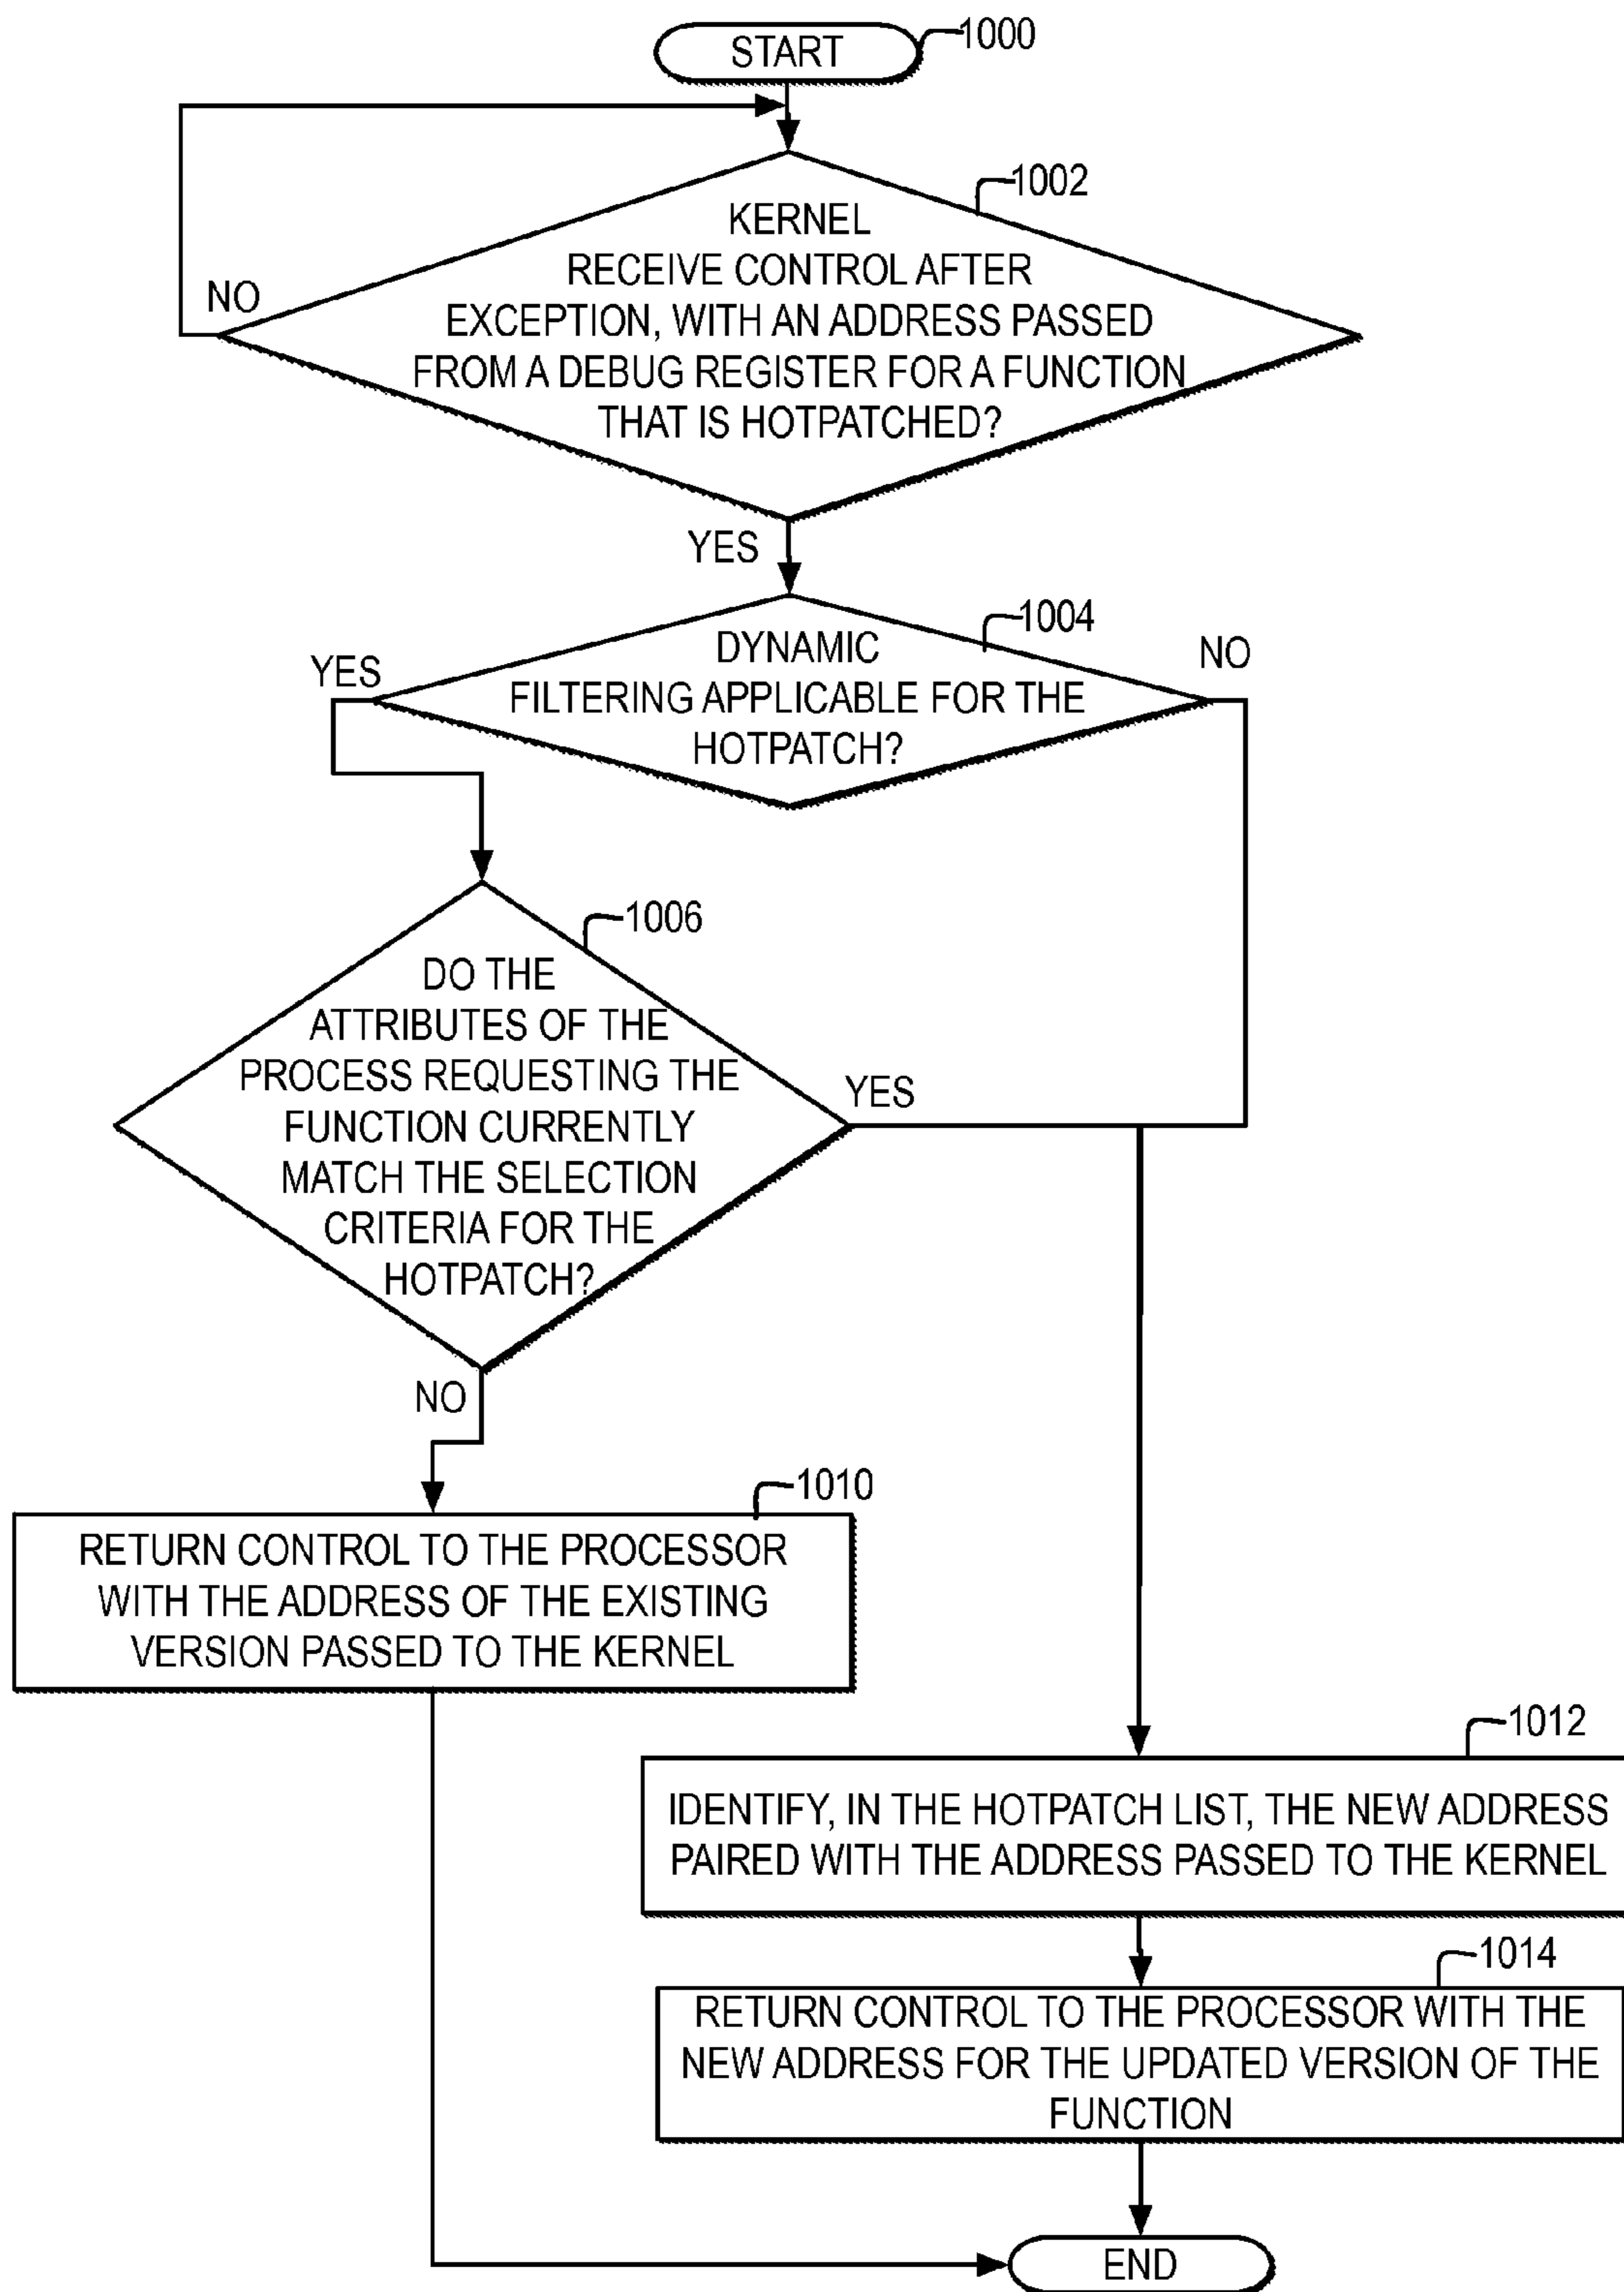 START
1000
1002
KERNEL
RECEIVE CONTROL AFTER
EXCEPTION, WITH AN ADDRESS PASSED
FROM A DEBUG REGISTER FOR A FUNCTION
THAT IS HOTPATCHED?
NO
YES
1004
DYNAMIC
FILTERING APPLICABLE FOR THE
HOTPATCH?
YES
NO
1006
DO THE
ATTRIBUTES OF THE
PROCESS REQUESTING THE
FUNCTION CURRENTLY
MATCH THE SELECTION
CRITERIA FOR THE
HOTPATCH?
YES
NO
1010
RETURN CONTROL TO THE PROCESSOR
WITH THE ADDRESS OF THE EXISTING
VERSION PASSED TO THE KERNEL
1012
IDENTIFY, IN THE HOTPATCH LIST, THE NEW ADDRESS
PAIRED WITH THE ADDRESS PASSED TO THE KERNEL
1014
RETURN CONTROL TO THE PROCESSOR WITH THE
NEW ADDRESS FOR THE UPDATED VERSION OF THE
FUNCTION
END